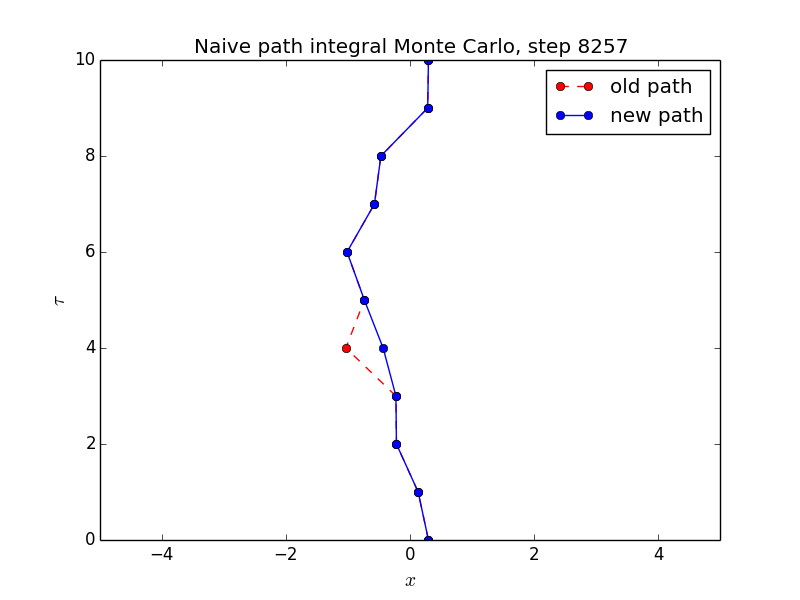 Naive path integral Monte Carlo, step 8257
old path
new path
10
8
6
4
2
0
τ
−4 −2 0 2 4
x